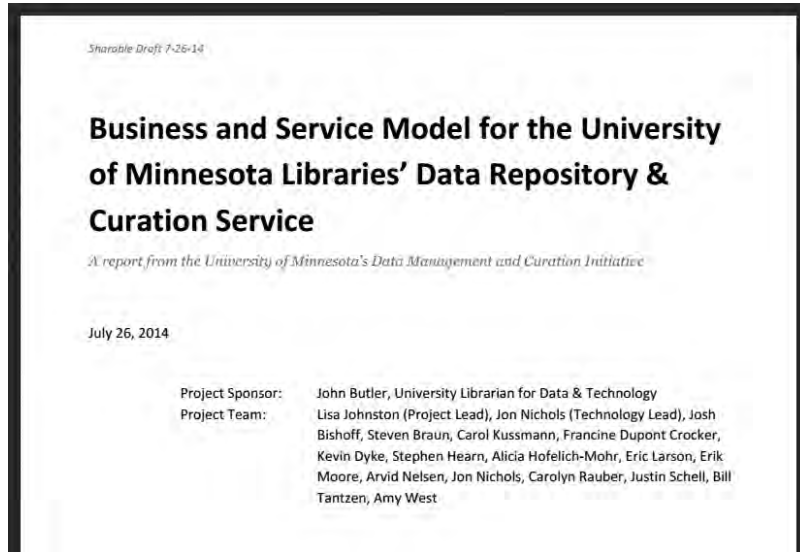 Sharable Draft 7-26-14
Business and Service Model for the University
of Minnesota Libraries' Data Repository &
Curation Service
A report from the University of Minnesota's Data Management and Curation Initiative
July 26, 2014
Project Sponsor: John Butler, University Librarian for Data & Technology
Project Team: Lisa Johnston (Project Lead), Jon Nichols (Technology Lead), Josh
Bishoff, Steven Braun, Carol Kussmann, Francine Dupont Crocker,
Kevin Dyke, Stephen Hearn, Alicia Hofelich-Mohr, Eric Larson, Erik
Moore, Arvid Nelsen, Jon Nichols, Carolyn Rauber, Justin Schell, Bill
Tantzen, Amy West